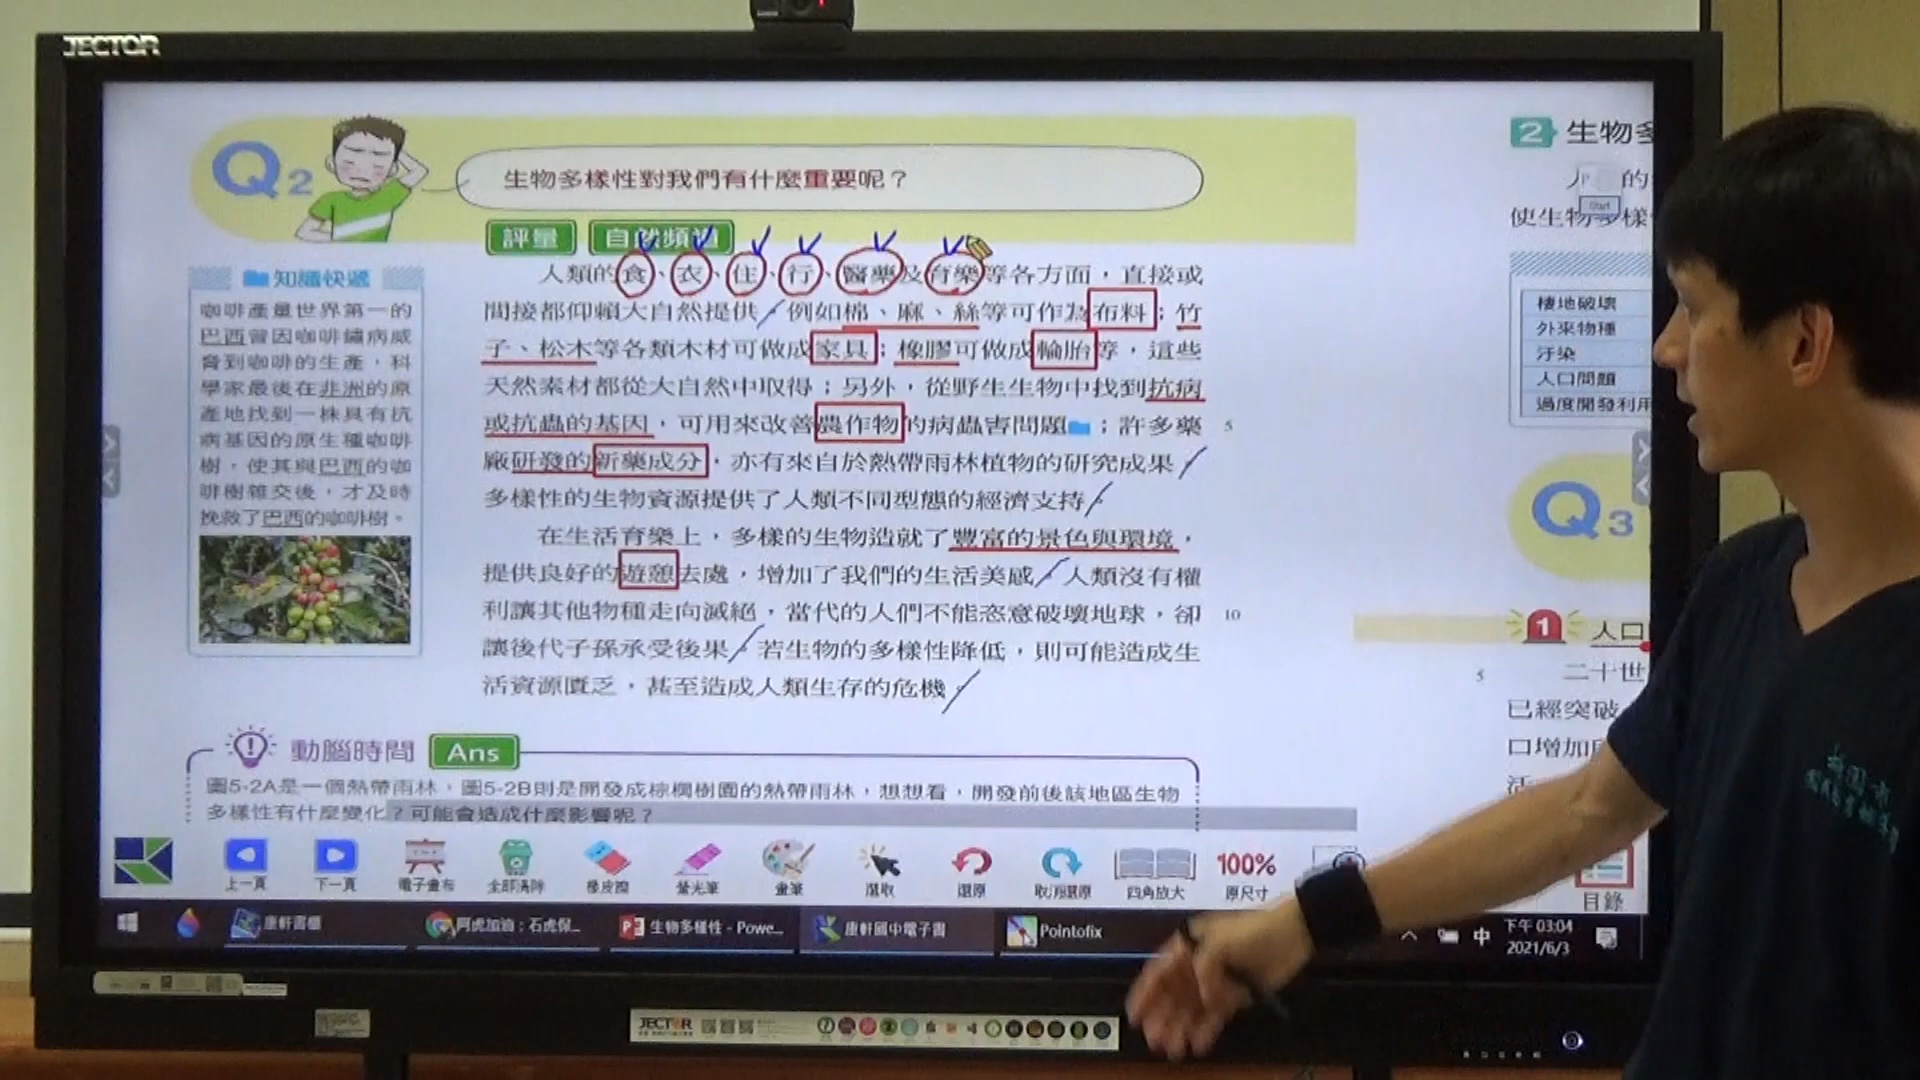 JECTOR
Q2
生物多樣性對我們有什麼重要呢?
評量 自然頻道
人類的食、衣、住、行、醫藥及育樂等各方面,直接或
間接都仰賴大自然提供。例如棉、麻、絲等可作為布料;竹
子、松木等各類木材可做成家具;橡膠可做成輪胎等,這些
天然素材都從大自然中取得;另外,從野生生物中找到抗病
或抗蟲的基因,可用來改善農作物的病蟲害問題;許多藥 5
廠研發的新藥成分,亦有來自於熱帶雨林植物的研究成果。
多樣性的生物資源提供了人類不同型態的經濟支持。
在生活育樂上,多樣的生物造就了豐富的景色與環境,
提供良好的遊憩去處,增加了我們的生活美感。人類沒有權
利讓其他物種走向滅絕,當代的人們不能恣意破壞地球,卻 10
讓後代子孫承受後果。若生物的多樣性降低,則可能造成生
活資源匱乏,甚至造成人類生存的危機。
知識快遞
咖啡產量世界第一的
巴西曾因咖啡鏽病威
脅到咖啡的生產,科
學家最後在非洲的原
產地找到一株具有抗
病基因的原生種咖啡
樹,使其與巴西的咖
啡樹雜交後,才及時
挽救了巴西的咖啡樹。
動腦時間 Ans
圖5-2A是一個熱帶雨林,圖5-2B則是開發成棕櫚樹園的熱帶雨林,想想看,開發前後該地區生物
多樣性有什麼變化?可能會造成什麼影響呢?
2 生物多
的
Start
使生物多樣
棲地破壞
外來物種
汙染
人口問題
過度開發利用
Q3
1 人口
5 二十世
已經突破
口增加
活
上一頁 下一頁 電子畫布 全部清除 橡皮擦 螢光筆 畫筆 選取 還原 取消還原 四角放大 100% 原尺寸 目錄
康軒書櫃 阿虎加油:石虎保... 生物多樣性 - Powe... 康軒國中電子書 Pointofix 中 下午 03:04
2021/6/3
JECTOR